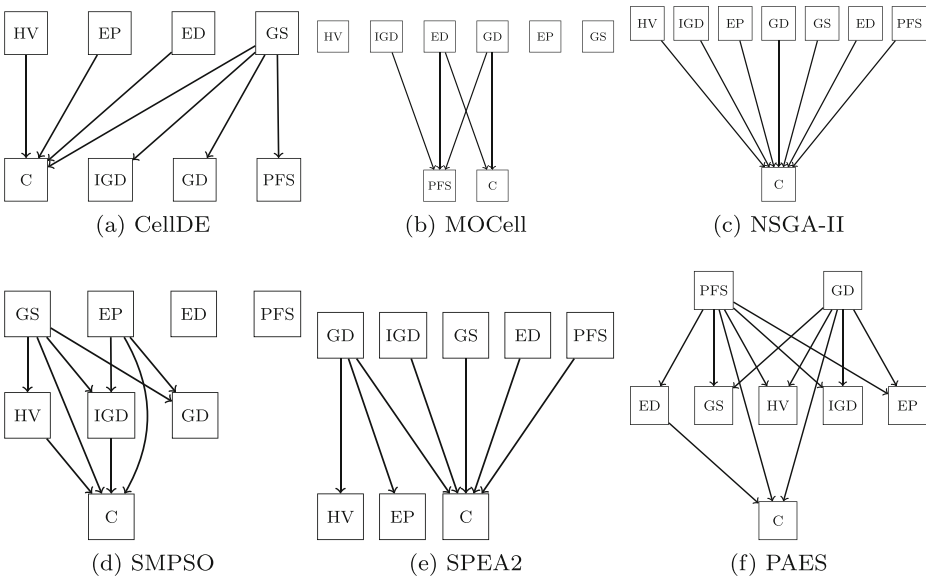 HV EP ED GS
C IGD GD PFS
(a) CellDE
HV IGD ED GD EP GS
PFS C
(b) MOCell
HV IGD EP GD GS ED PFS
C
(c) NSGA-II
GS EP ED PFS
HV IGD GD
C
(d) SMPSO
GD IGD GS ED PFS
HV EP C
(e) SPEA2
PFS GD
ED GS HV IGD EP
C
(f) PAES